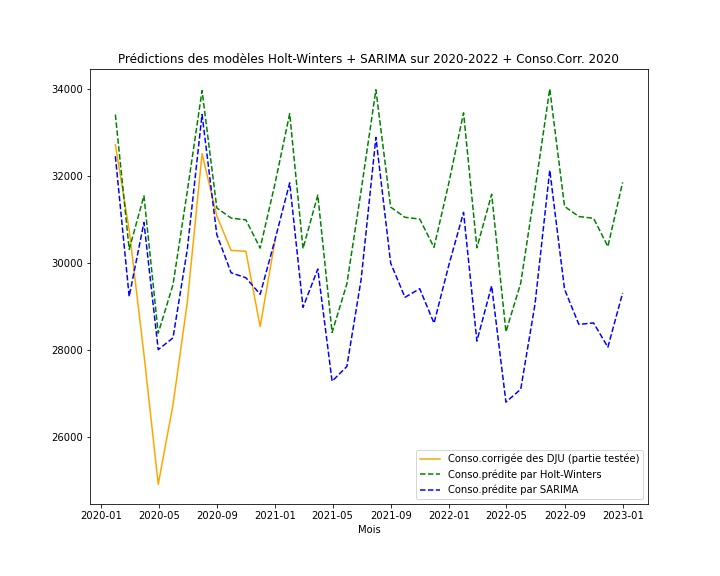 Prédictions des modèles Holt-Winters + SARIMA sur 2020-2022 + Conso.Corr. 2020
34000
32000
30000
28000
26000
Conso.corrigée des DJU (partie testée)
Conso.prédite par Holt-Winters
Conso.prédite par SARIMA
2020-01 2020-05 2020-09 2021-01 2021-05 2021-09 2022-01 2022-05 2022-09 2023-01
Mois